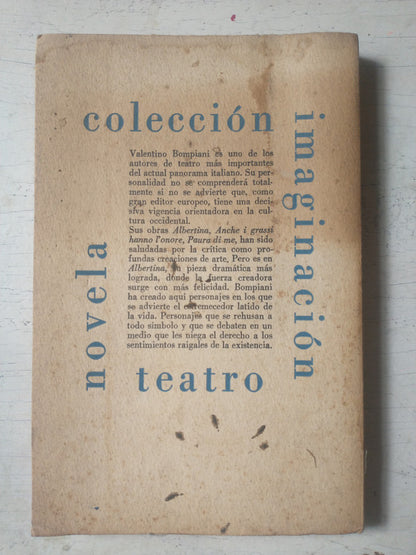 colección
imaginación
Valentino Bompiani es uno de los
autores de teatro más importantes
del actual panorama italiano. Su per-
sonalidad no se comprenderá total-
mente si no se advierte que, como
gran editor europeo, tiene una deci-
siva vigencia orientadora en la cul-
tura occidental.
Sus obras Albertina, Anche i grassi
hanno l'onore, Paura di me, han sido
saludadas por la crítica como pro-
fundas creaciones de arte. Pero es en
Albertina, su pieza dramática más
lograda, donde la fuerza creadora
surge con más felicidad. Bompiani
ha creado aquí personajes en los que
se advierte el estremecedor latido de
la vida. Personajes que se rehusan a
todo símbolo y que se debaten en un
medio que les niega el derecho a los
sentimientos raigales de la existencia.
novela
teatro